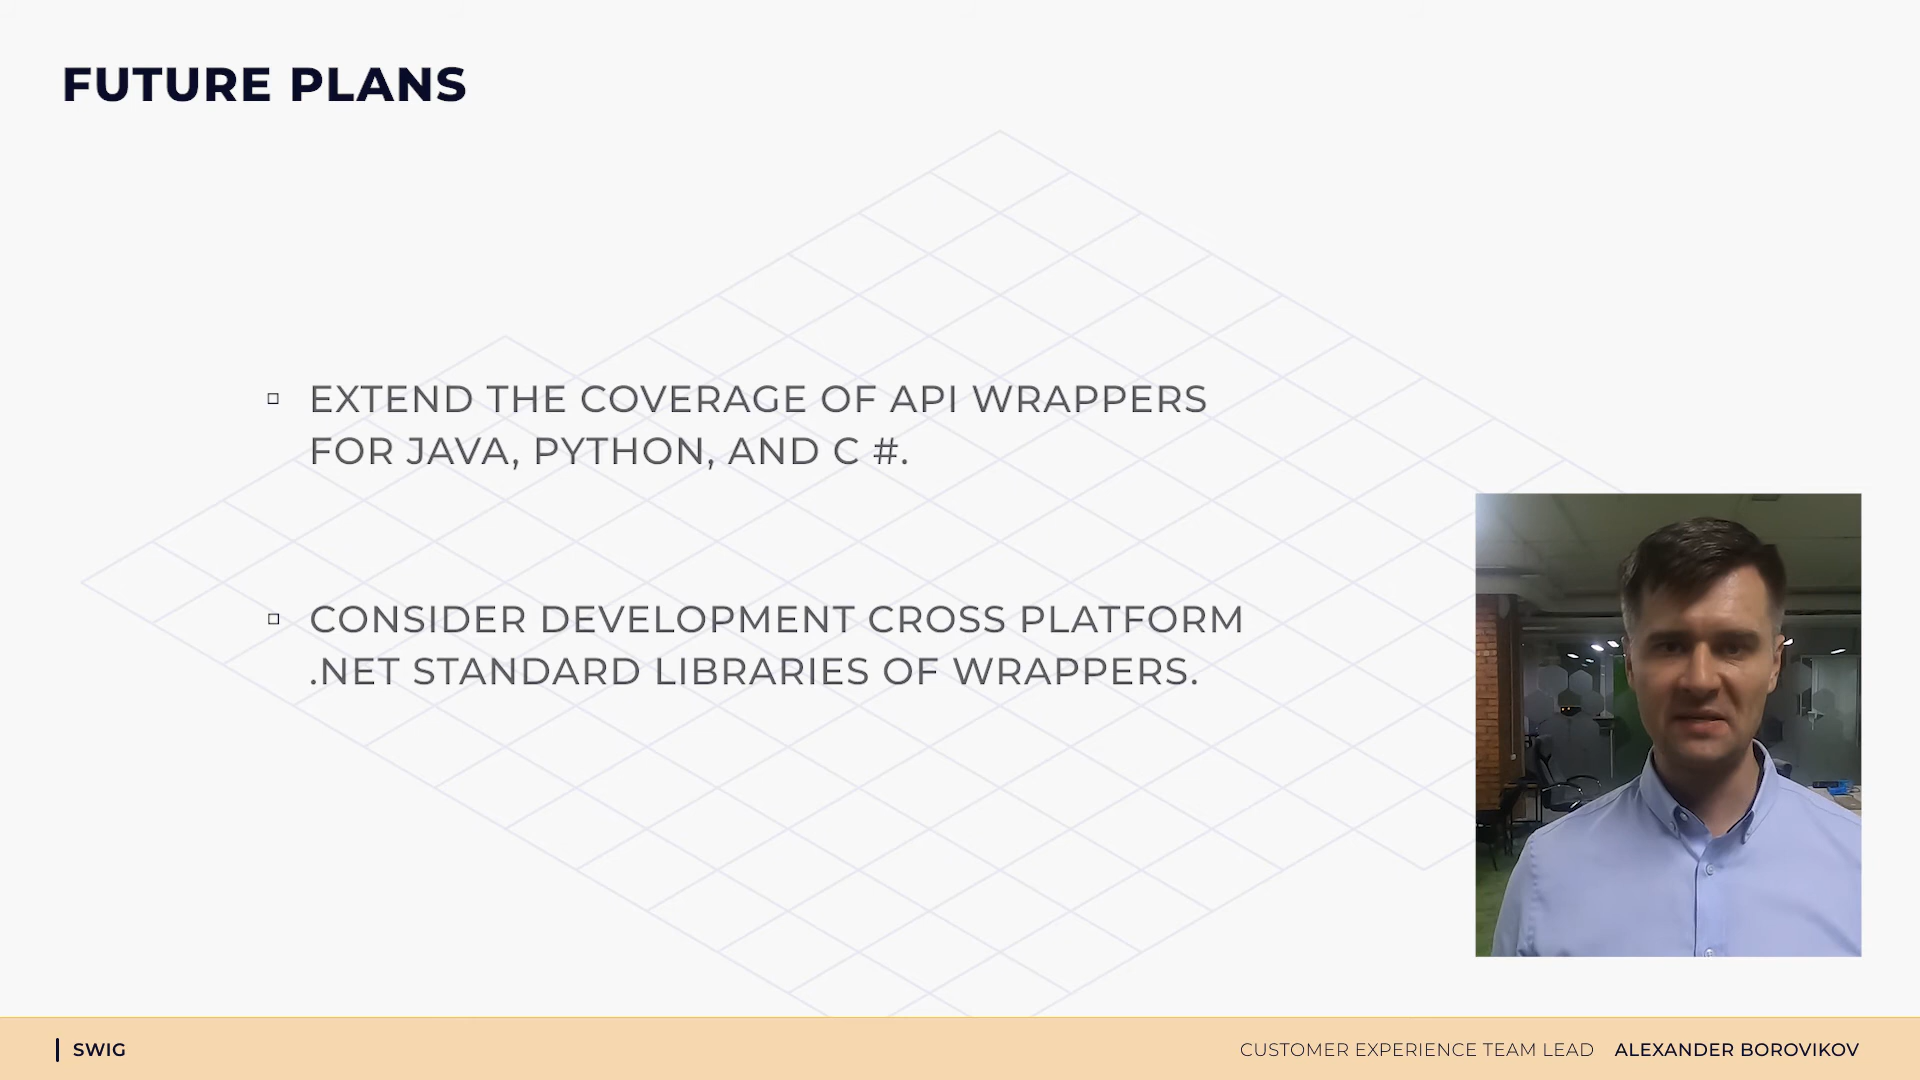 FUTURE PLANS
EXTEND THE COVERAGE OF API WRAPPERS
FOR JAVA, PYTHON, AND C #.
CONSIDER DEVELOPMENT CROSS PLATFORM
.NET STANDARD LIBRARIES OF WRAPPERS.
SWIG
CUSTOMER EXPERIENCE TEAM LEAD ALEXANDER BOROVIKOV